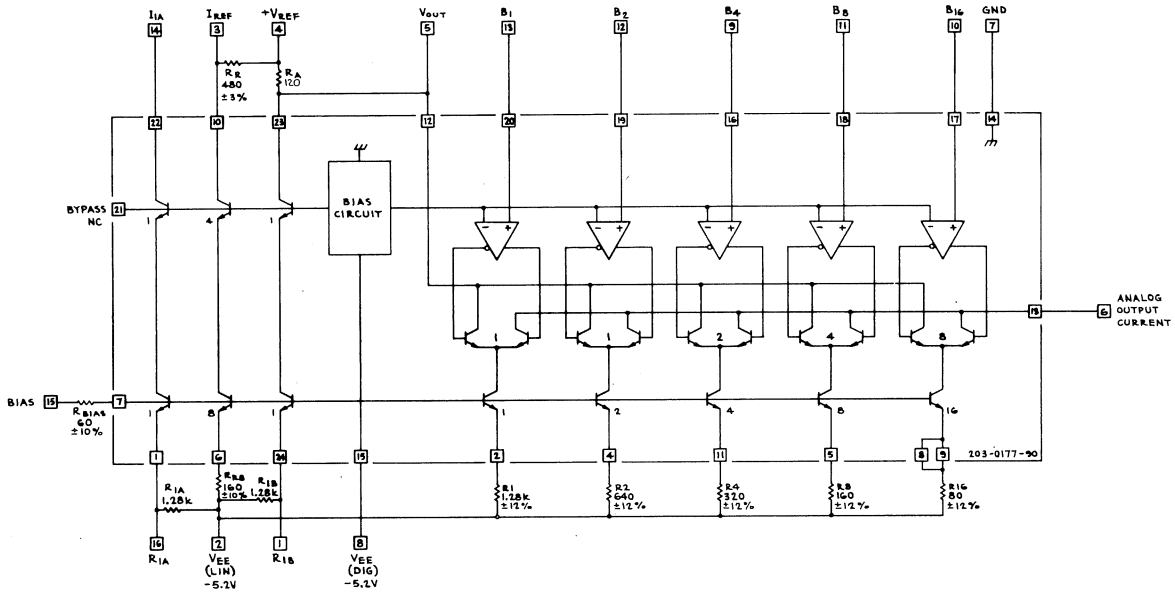 I1A IREF +VREF VOUT B1 B2 B4 B8 B16 GND
14 3 4 5 13 12 9 11 10 7
RR
480
±3%
RA
120
22 10 23 12 20 19 16 18 17 14
BYPASS
NC
21
1 4 1
BIAS
CIRCUIT
- + - + - + - + - +
13 6
ANALOG
OUTPUT
CURRENT
1 1 2 4 8
BIAS 15
RBIAS
60
±10%
7
1 8 1 1 2 4 8 16
1 6 24 15 2 4 11 5 8 9 203-0177-90
R1A
1.28K
RRB
160
±10%
R1B
1.28K
R1
1.28K
±12%
R2
640
±12%
R4
320
±12%
R8
160
±12%
R16
80
±12%
16 2 1 8
R1A
VEE
(LIN)
-5.2V
R1B
VEE
(DIG)
-5.2V